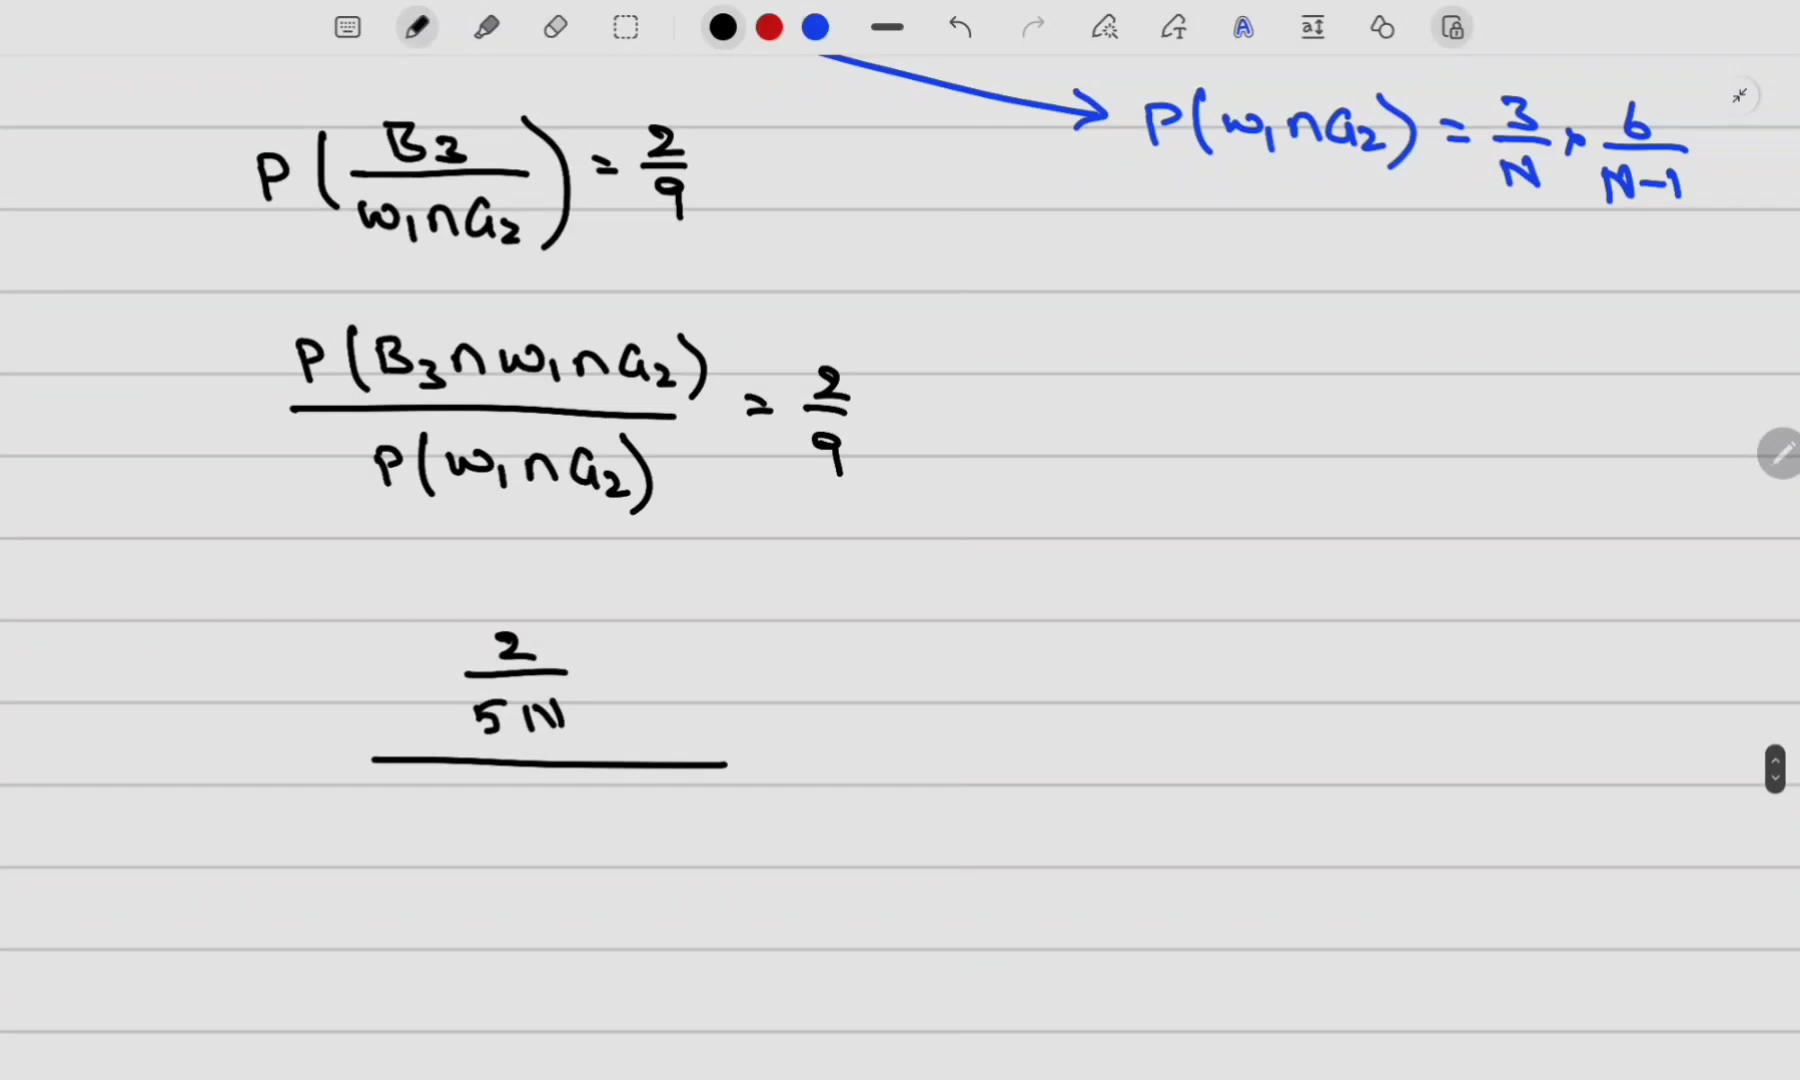 P(W₁∩G₂) = 3/N × 6/(N-1)
P(B₃/(W₁∩G₂)) = 2/9
P(B₃∩W₁∩G₂)/P(W₁∩G₂) = 2/9
2/(5N)